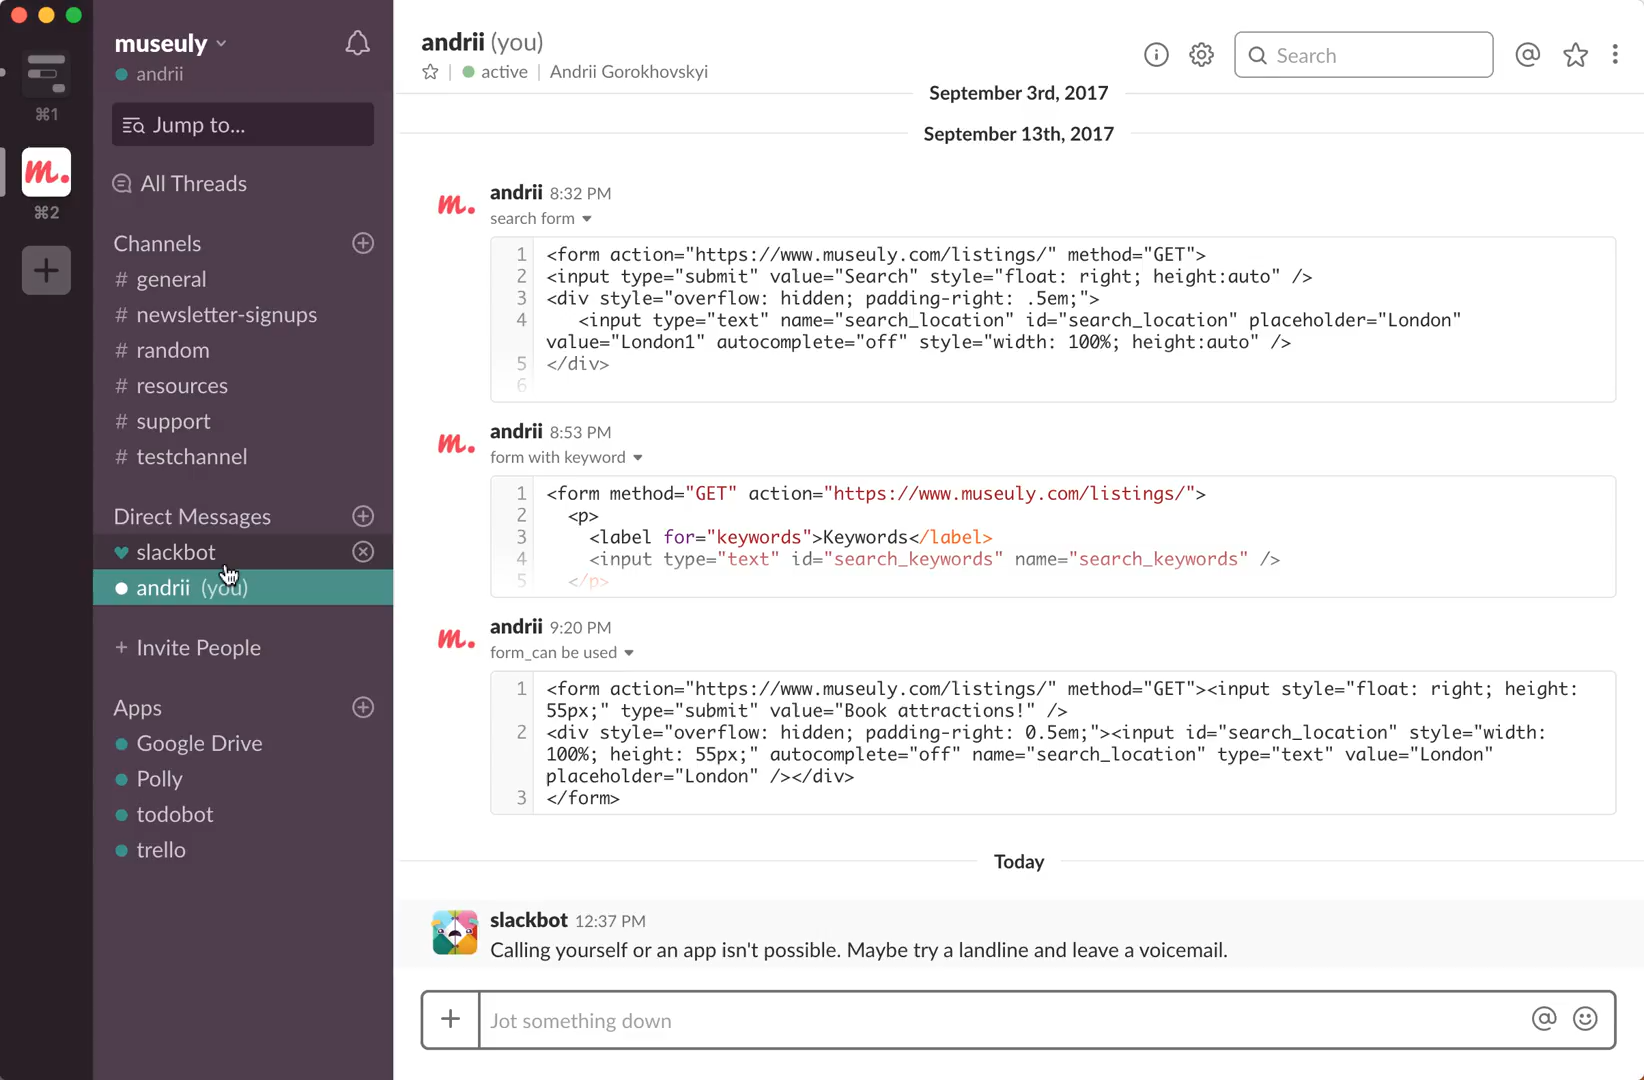 museuly
andrii
⌘1
m.
⌘2
Jump to...
All Threads
Channels
# general
# newsletter-signups
# random
# resources
# support
# testchannel
Direct Messages
slackbot
andrii (you)
+ Invite People
Apps
Google Drive
Polly
todobot
trello
andrii (you)
active
Andrii Gorokhovskyi
Search
September 3rd, 2017
September 13th, 2017
m.
andrii 8:32 PM
search form
1 <form action="https://www.museuly.com/listings/" method="GET">
2 <input type="submit" value="Search" style="float: right; height:auto" />
3 <div style="overflow: hidden; padding-right: .5em;">
4 <input type="text" name="search_location" id="search_location" placeholder="London"
value="London1" autocomplete="off" style="width: 100%; height:auto" />
5 </div>
6
m.
andrii 8:53 PM
form with keyword
1 <form method="GET" action="https://www.museuly.com/listings/">
2 <p>
3 <label for="keywords">Keywords</label>
4 <input type="text" id="search_keywords" name="search_keywords" />
5 </p>
m.
andrii 9:20 PM
form_can be used
1 <form action="https://www.museuly.com/listings/" method="GET"><input style="float: right; height:
55px;" type="submit" value="Book attractions!" />
2 <div style="overflow: hidden; padding-right: 0.5em;"><input id="search_location" style="width:
100%; height: 55px;" autocomplete="off" name="search_location" type="text" value="London"
placeholder="London" /></div>
3 </form>
Today
slackbot 12:37 PM
Calling yourself or an app isn't possible. Maybe try a landline and leave a voicemail.
Jot something down